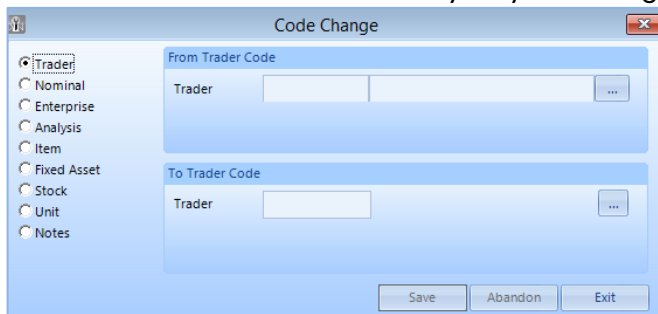 Code Change
Trader
Nominal
Enterprise
Analysis
Item
Fixed Asset
Stock
Unit
Notes
From Trader Code
Trader
...
To Trader Code
Trader
...
Save Abandon Exit